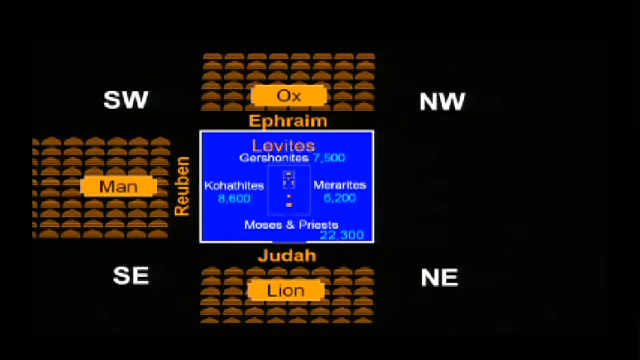 SW
Ox
NW
Ephraim
Levites
Gershonites 7,500
Man
Reuben
Kohathites
8,600
Merarites
6,200
Moses & Priests
22,300
Judah
SE
Lion
NE